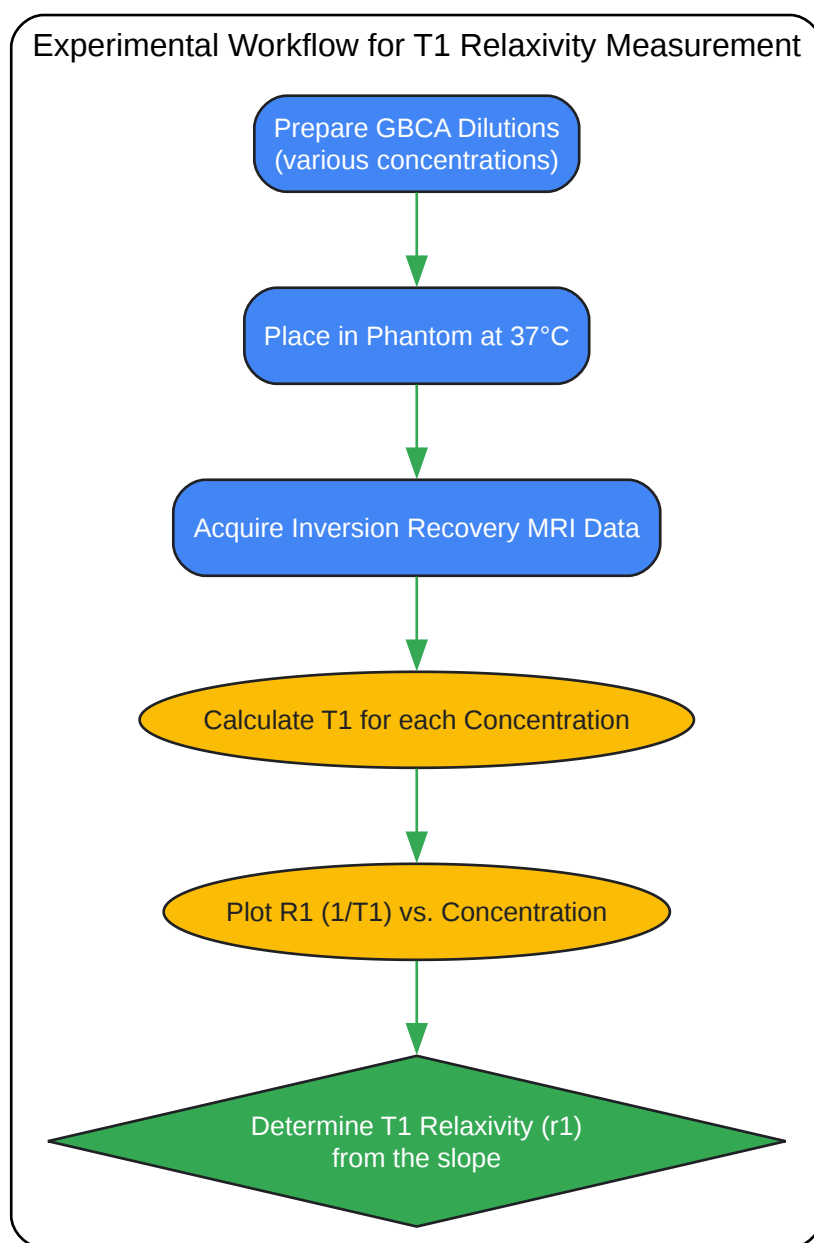 Experimental Workflow for T1 Relaxivity Measurement
Prepare GBCA Dilutions
(various concentrations)
Place in Phantom at 37°C
Acquire Inversion Recovery MRI Data
Calculate T1 for each Concentration
Plot R1 (1/T1) vs. Concentration
Determine T1 Relaxivity (r1)
from the slope